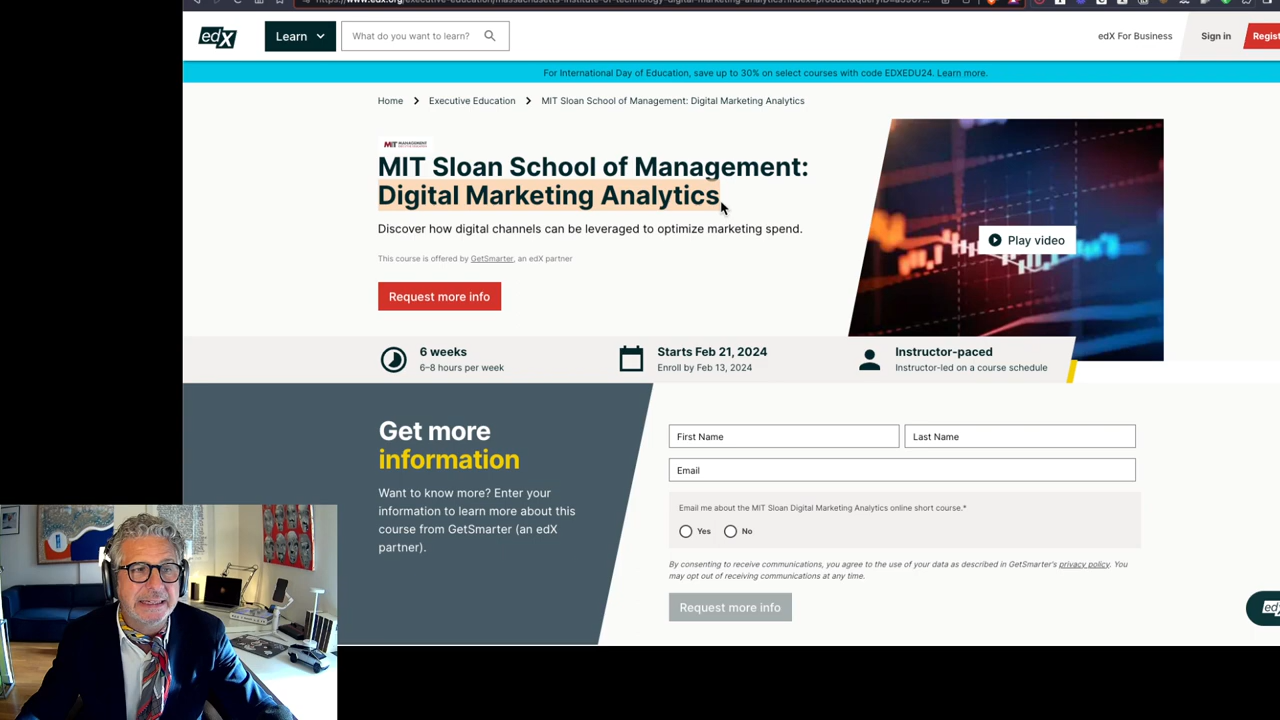 edX
Learn
What do you want to learn?
edX For Business
Sign in
For International Day of Education, save up to 30% on select courses with code EDXEDU24. Learn more.
Home
Executive Education
MIT Sloan School of Management: Digital Marketing Analytics
MIT MANAGEMENT
MIT Sloan School of Management:
Digital Marketing Analytics
Discover how digital channels can be leveraged to optimize marketing spend.
This course is offered by GetSmarter, an edX partner
Request more info
Play video
6 weeks
6–8 hours per week
Starts Feb 21, 2024
Enroll by Feb 13, 2024
Instructor-paced
Instructor-led on a course schedule
Get more
information
Want to know more? Enter your
information to learn more about this
course from GetSmarter (an edX
partner).
First Name
Last Name
Email
Email me about the MIT Sloan Digital Marketing Analytics online short course.*
Yes
No
By consenting to receive communications, you agree to the use of your data as described in GetSmarter's privacy policy. You
may opt out of receiving communications at any time.
Request more info